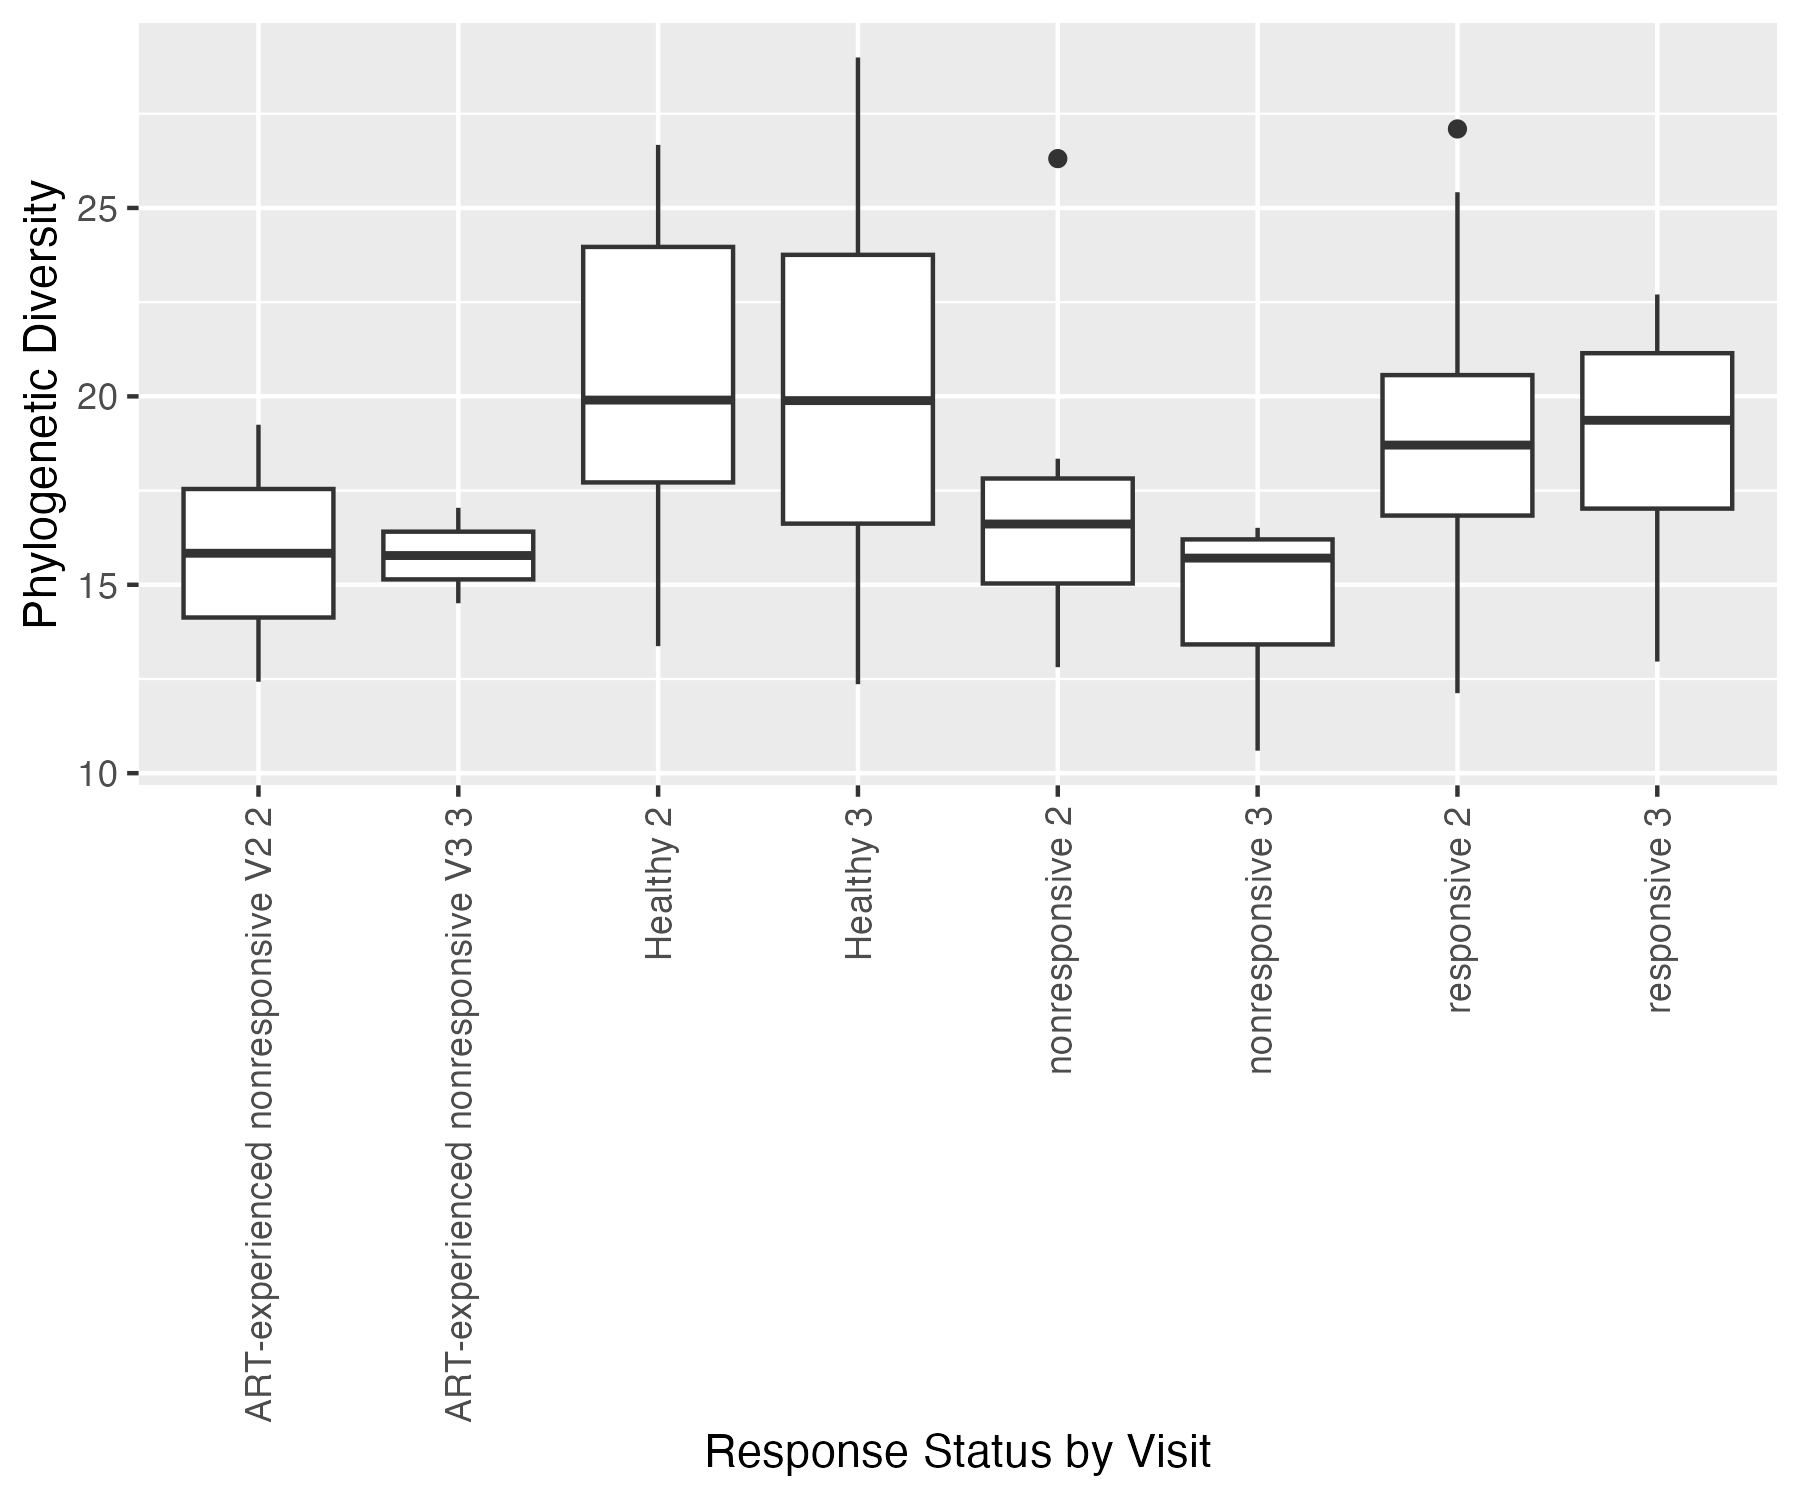 Phylogenetic Diversity
25
20
15
10
ART-experienced nonresponsive V2 2
ART-experienced nonresponsive V3 3
Healthy 2
Healthy 3
nonresponsive 2
nonresponsive 3
responsive 2
responsive 3
Response Status by Visit